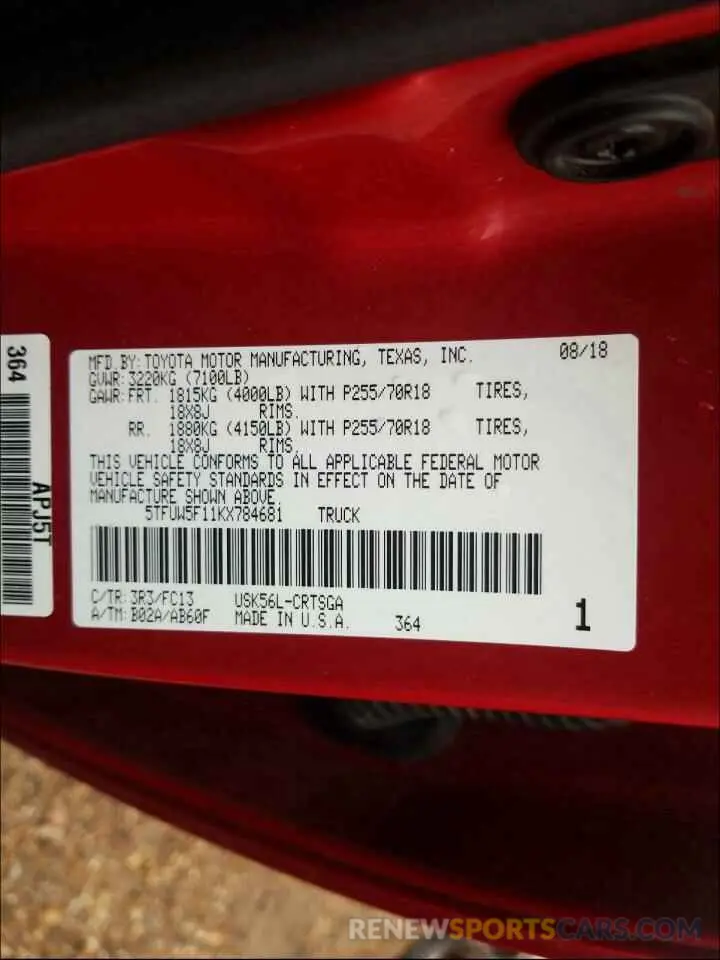 364
APJ5T
MFD BY: TOYOTA MOTOR MANUFACTURING, TEXAS, INC. 08/18
GVWR: 3220KG (7100LB)
GAWR: FRT. 1815KG (4000LB) WITH P255/70R18 TIRES,
18X8J RIMS.
RR. 1880KG (4150LB) WITH P255/70R18 TIRES,
18X8J RIMS.
THIS VEHICLE CONFORMS TO ALL APPLICABLE FEDERAL MOTOR
VEHICLE SAFETY STANDARDS IN EFFECT ON THE DATE OF
MANUFACTURE SHOWN ABOVE.
5TFUW5F11KX784681 TRUCK
C/TR: 3R3/FC13 USK56L-CRTSGA
A/TM: B02A/AB60F MADE IN U.S.A. 364 1
RENEWSPORTSCARS.COM